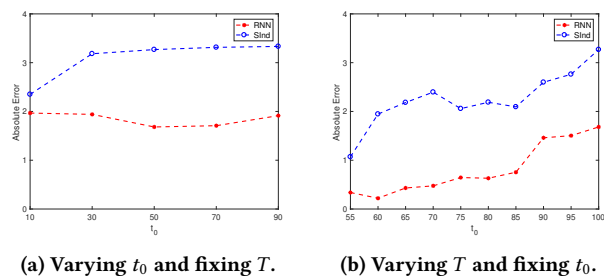 4
3
2
1
0
Absolute Error
10 30 50 70 90
t₀
RNN
SInd
(a) Varying t₀ and fixing T.
4
3
2
1
0
Absolute Error
55 60 65 70 75 80 85 90 95 100
t₀
RNN
SInd
(b) Varying T and fixing t₀.